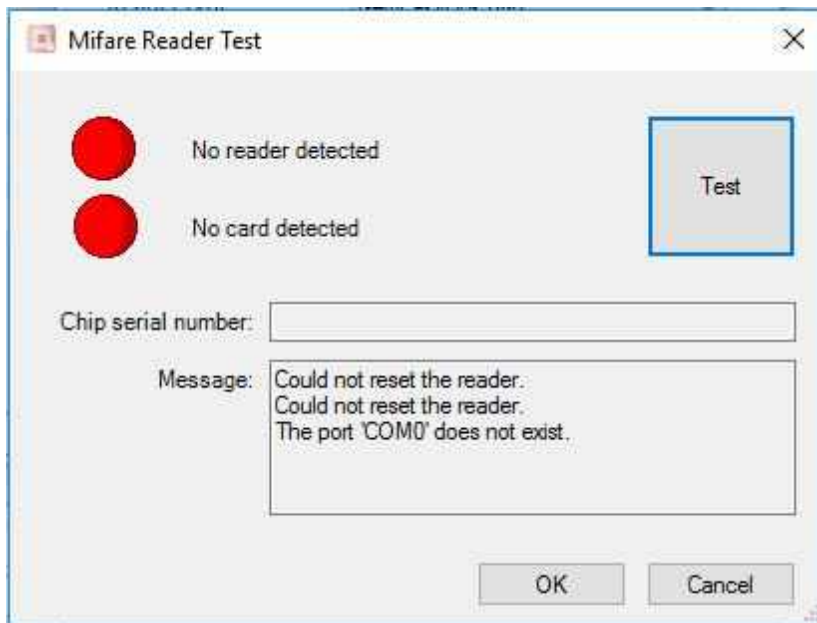 Mifare Reader Test
No reader detected
Test
No card detected
Chip serial number:
Message:
Could not reset the reader.
Could not reset the reader.
The port 'COM0' does not exist.
OK
Cancel